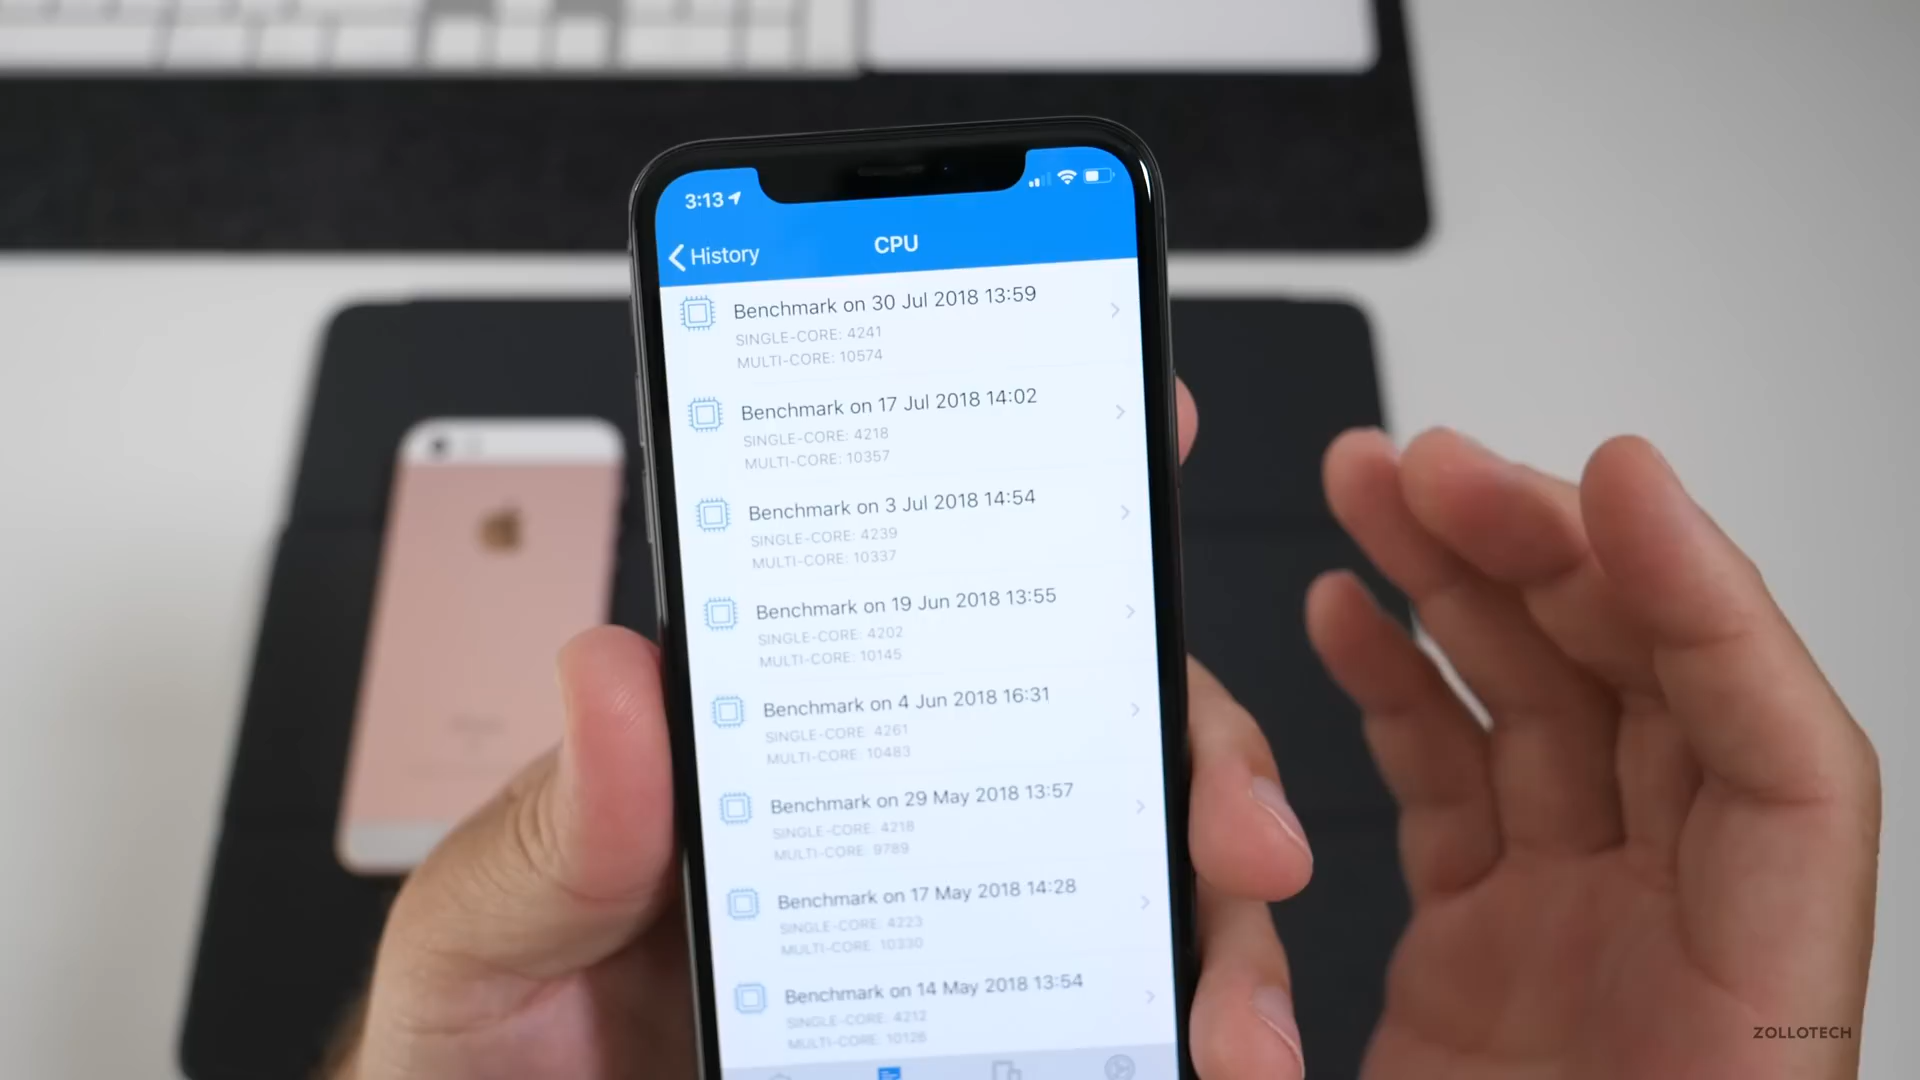 3:13
History
CPU
Benchmark on 30 Jul 2018 13:59
SINGLE-CORE: 4241
MULTI-CORE: 10574
Benchmark on 17 Jul 2018 14:02
SINGLE-CORE: 4218
MULTI-CORE: 10357
Benchmark on 3 Jul 2018 14:54
SINGLE-CORE: 4239
MULTI-CORE: 10337
Benchmark on 19 Jun 2018 13:55
SINGLE-CORE: 4202
MULTI-CORE: 10145
Benchmark on 4 Jun 2018 16:31
SINGLE-CORE: 4261
MULTI-CORE: 10483
Benchmark on 29 May 2018 13:57
SINGLE-CORE: 4218
MULTI-CORE: 9789
Benchmark on 17 May 2018 14:28
SINGLE-CORE: 4223
MULTI-CORE: 10330
Benchmark on 14 May 2018 13:54
SINGLE-CORE: 4212
MULTI-CORE: 10126
ZOLLOTECH